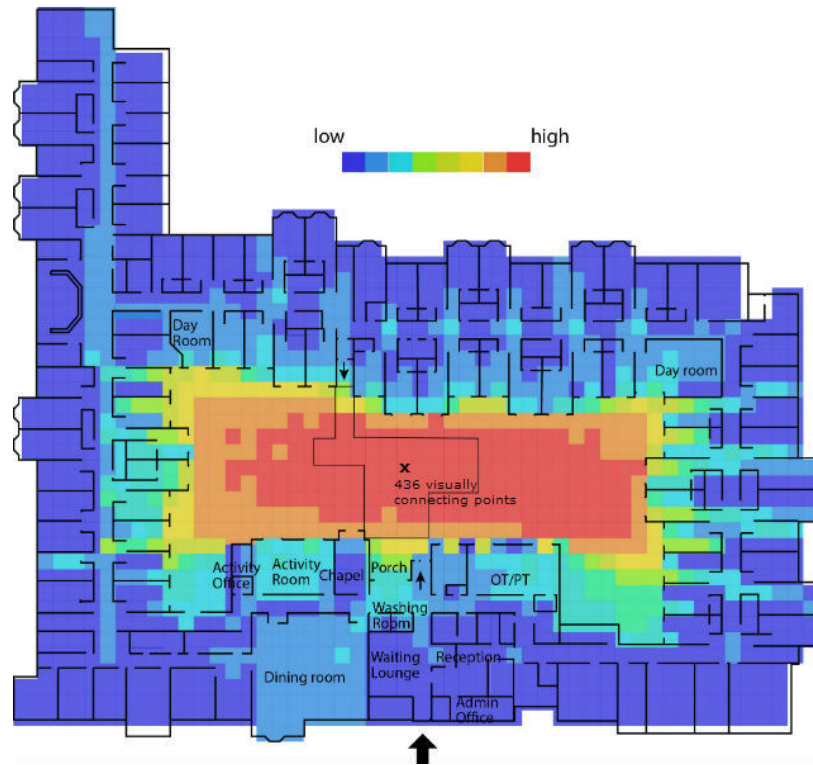 low high
Day
Room
Day room
x
436 visually
connecting points
Activity
Office
Activity
Room
Chapel
Porch
OT/PT
Washing
Room
Waiting
Lounge
Reception
Dining room
Admin
Office